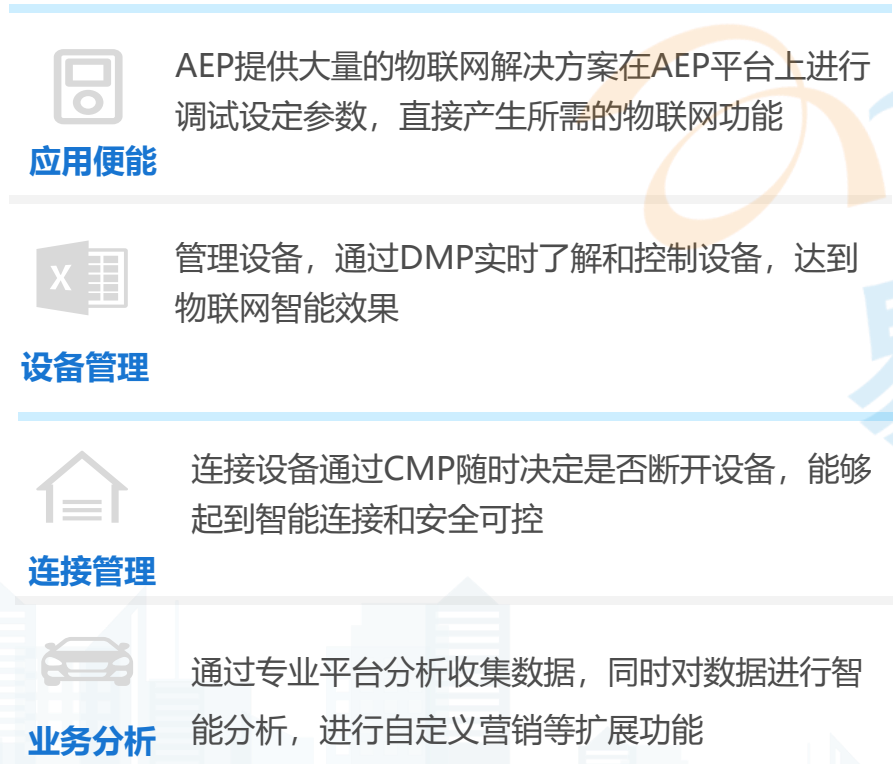 AEP提供大量的物联网解决方案在AEP平台上进行
调试设定参数，直接产生所需的物联网功能
应用便能
管理设备，通过DMP实时了解和控制设备，达到
物联网智能效果
X
设备管理
连接设备通过CMP随时决定是否断开设备，能够
起到智能连接和安全可控
连接管理
通过专业平台分析收集数据，同时对数据进行智
能分析，进行自定义营销等扩展功能
业务分析